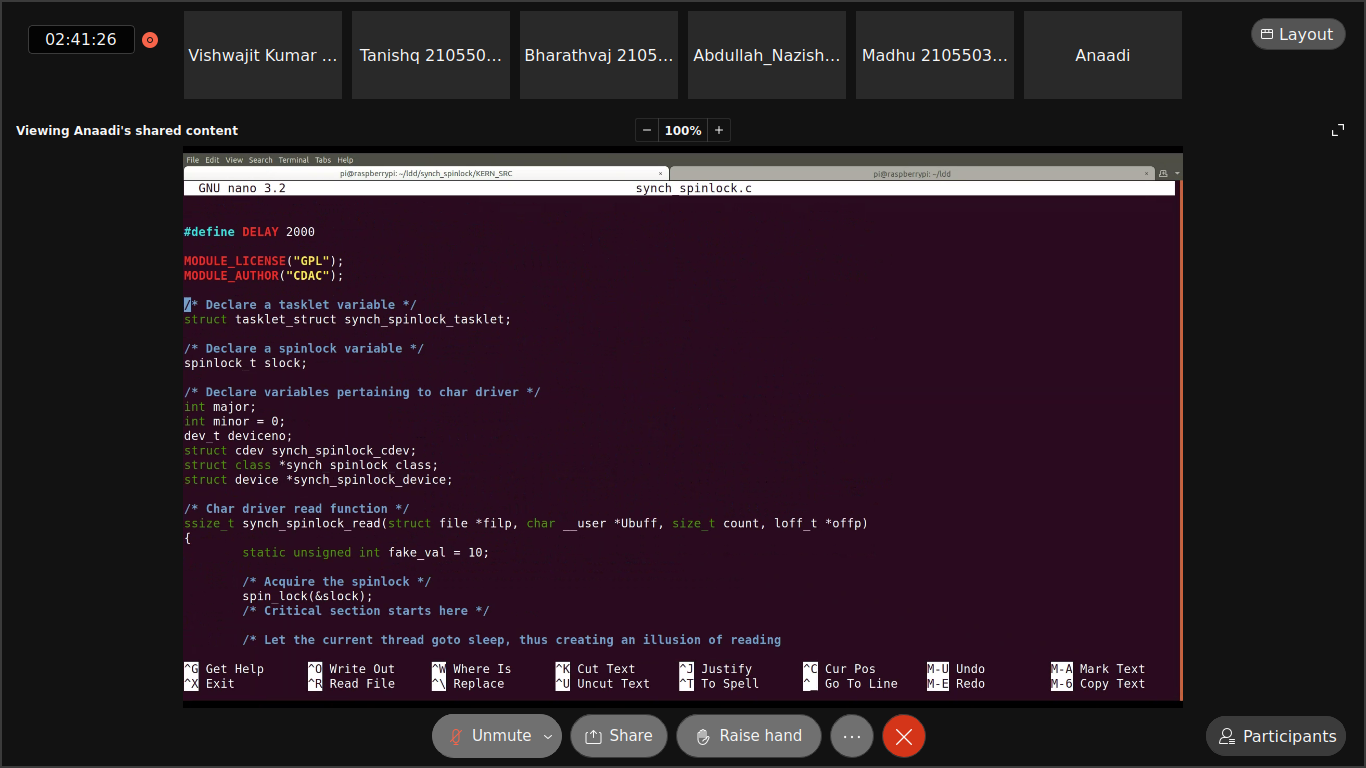 02:41:26
Vishwajit Kumar ...
Tanishq 210550...
Bharathvaj 2105...
Abdullah_Nazish...
Madhu 2105503...
Anaadi
Layout
Viewing Anaadi's shared content
− 100% +
File Edit View Search Terminal Tabs Help
pi@raspberrypi: ~/ldd/synch_spinlock/KERN_SRC ×
pi@raspberrypi: ~/ldd ×
GNU nano 3.2 synch_spinlock.c
#define DELAY 2000
MODULE_LICENSE("GPL");
MODULE_AUTHOR("CDAC");
/* Declare a tasklet variable */
struct tasklet_struct synch_spinlock_tasklet;
/* Declare a spinlock variable */
spinlock_t slock;
/* Declare variables pertaining to char driver */
int major;
int minor = 0;
dev_t deviceno;
struct cdev synch_spinlock_cdev;
struct class *synch_spinlock_class;
struct device *synch_spinlock_device;
/* Char driver read function */
ssize_t synch_spinlock_read(struct file *filp, char __user *Ubuff, size_t count, loff_t *offp)
{
static unsigned int fake_val = 10;
/* Acquire the spinlock */
spin_lock(&slock);
/* Critical section starts here */
/* Let the current thread goto sleep, thus creating an illusion of reading
^G Get Help ^O Write Out ^W Where Is ^K Cut Text ^J Justify ^C Cur Pos M-U Undo M-A Mark Text
^X Exit ^R Read File ^\ Replace ^U Uncut Text ^T To Spell ^_ Go To Line M-E Redo M-6 Copy Text
Unmute
Share
Raise hand
...
Participants